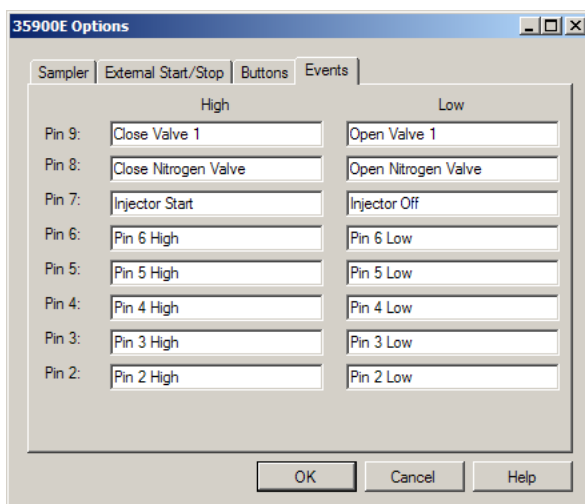 35900E Options
Sampler External Start/Stop Buttons Events
High Low
Pin 9: Close Valve 1 Open Valve 1
Pin 8: Close Nitrogen Valve Open Nitrogen Valve
Pin 7: Injector Start Injector Off
Pin 6: Pin 6 High Pin 6 Low
Pin 5: Pin 5 High Pin 5 Low
Pin 4: Pin 4 High Pin 4 Low
Pin 3: Pin 3 High Pin 3 Low
Pin 2: Pin 2 High Pin 2 Low
OK Cancel Help